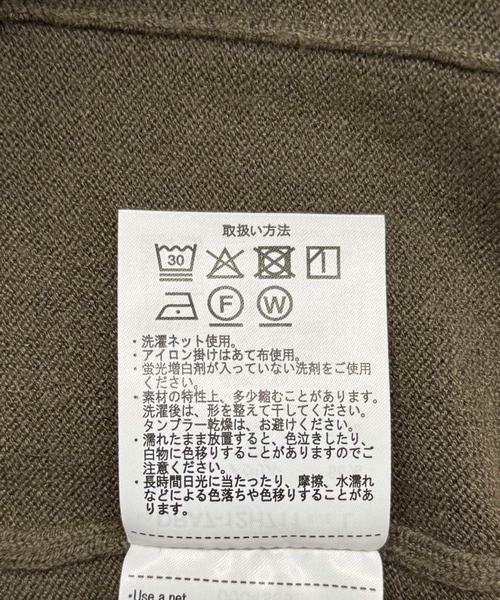 取扱い方法
30
F W
・洗濯ネット使用。
・アイロン掛けはあて布使用。
・蛍光増白剤が入っていない洗剤をご使用
ください。
・素材の特性上、多少縮むことがあります。
洗濯後は、形を整えて干してください。
タンブラー乾燥は、お避けください。
・濡れたまま放置すると、色泣きしたり、
白物に色移りすることがありますのでご
注意ください。
・長時間日光に当たったり、摩擦、水濡れ
などによる色落ちや色移りすることがあ
ります。
・Use a net